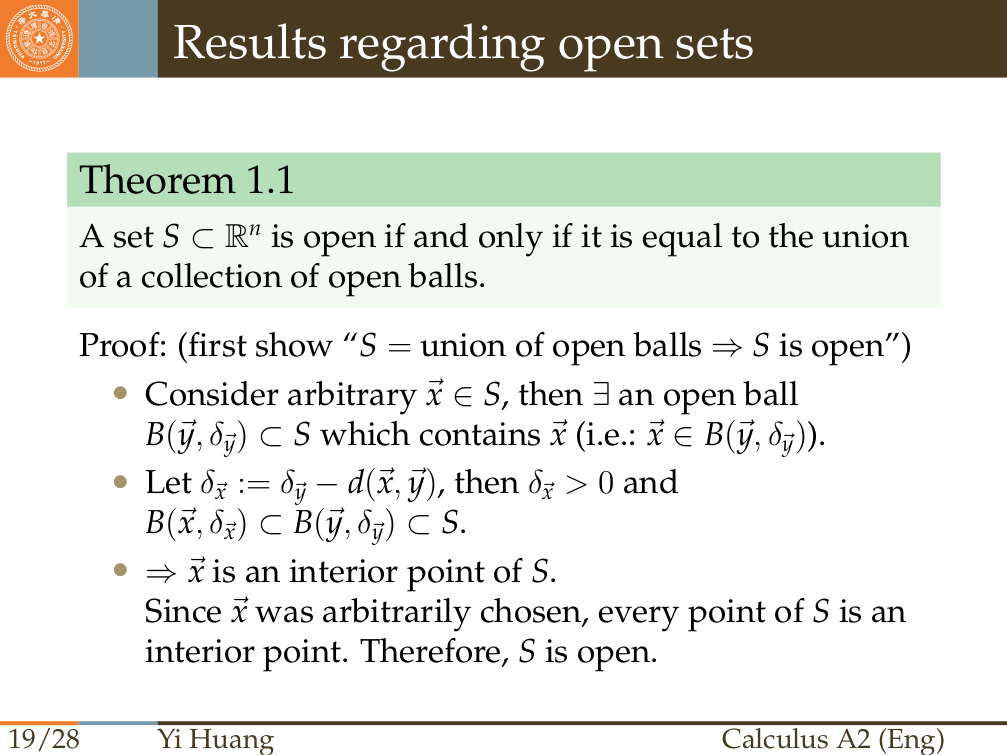 Results regarding open sets
Theorem 1.1
A set S ⊂ ℝⁿ is open if and only if it is equal to the union
of a collection of open balls.
Proof: (first show “S = union of open balls ⇒ S is open”)
• Consider arbitrary x⃗ ∈ S, then ∃ an open ball
B(y⃗, δ_y⃗) ⊂ S which contains x⃗ (i.e.: x⃗ ∈ B(y⃗, δ_y⃗)).
• Let δ_x⃗ := δ_y⃗ − d(x⃗, y⃗), then δ_x⃗ > 0 and
B(x⃗, δ_x⃗) ⊂ B(y⃗, δ_y⃗) ⊂ S.
• ⇒ x⃗ is an interior point of S.
Since x⃗ was arbitrarily chosen, every point of S is an
interior point. Therefore, S is open.
19/28 Yi Huang Calculus A2 (Eng)